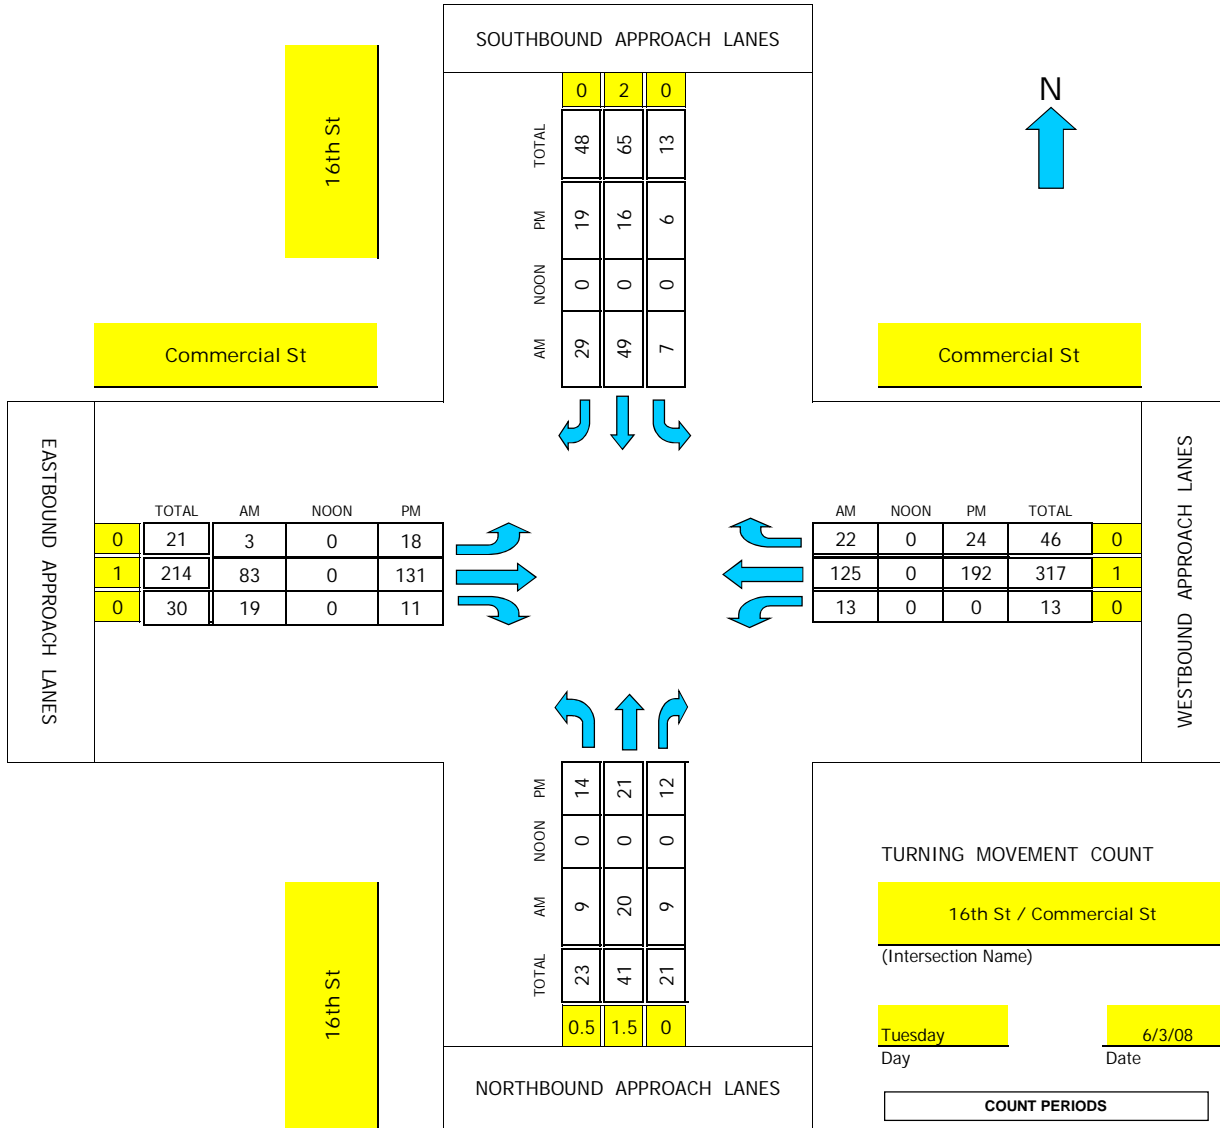 SOUTHBOUND APPROACH LANES
0 2 0
TOTAL 48 65 13
PM 19 16 6
NOON 0 0 0
AM 29 49 7
N
16th St
Commercial St
Commercial St
EASTBOUND APPROACH LANES
TOTAL AM NOON PM
0 21 3 0 18
1 214 83 0 131
0 30 19 0 11
AM NOON PM TOTAL
22 0 24 46 0
125 0 192 317 1
13 0 0 13 0
WESTBOUND APPROACH LANES
PM 14 21 12
NOON 0 0 0
AM 9 20 9
TOTAL 23 41 21
0.5 1.5 0
NORTHBOUND APPROACH LANES
16th St
TURNING MOVEMENT COUNT
16th St / Commercial St
(Intersection Name)
Tuesday 6/3/08
Day Date
COUNT PERIODS